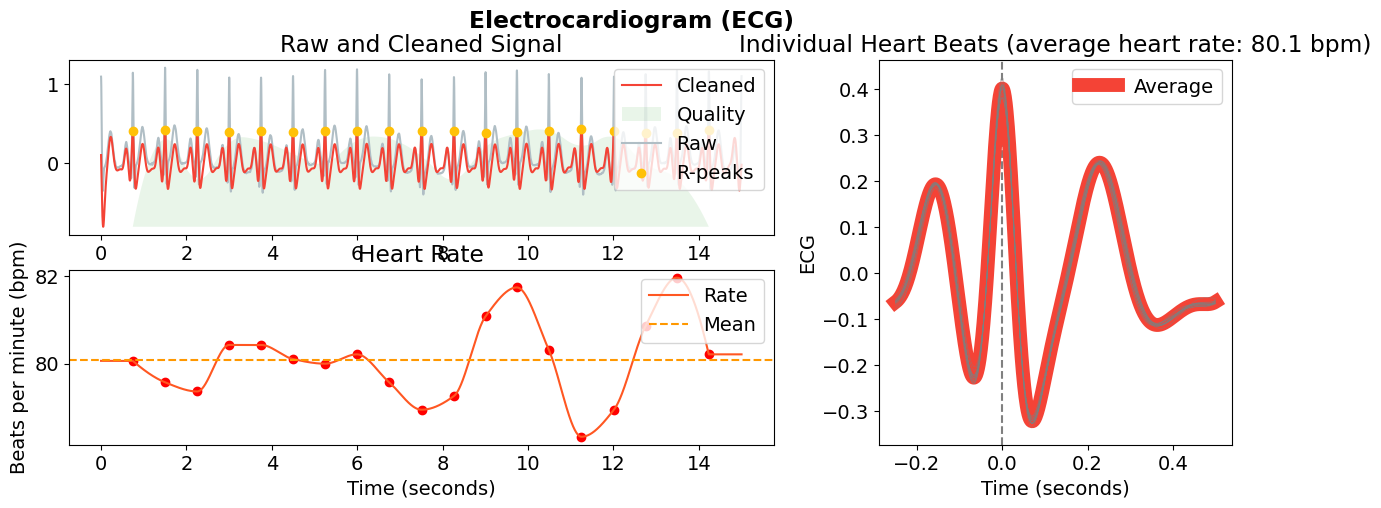 Electrocardiogram (ECG)
Raw and Cleaned Signal
1
0
Cleaned
Quality
Raw
R-peaks
0 2 4 6 8 10 12 14
Heart Rate
Beats per minute (bpm)
82
80
Rate
Mean
0 2 4 6 8 10 12 14
Time (seconds)
Individual Heart Beats (average heart rate: 80.1 bpm)
ECG
0.4
0.3
0.2
0.1
0.0
−0.1
−0.2
−0.3
Average
−0.2 0.0 0.2 0.4
Time (seconds)